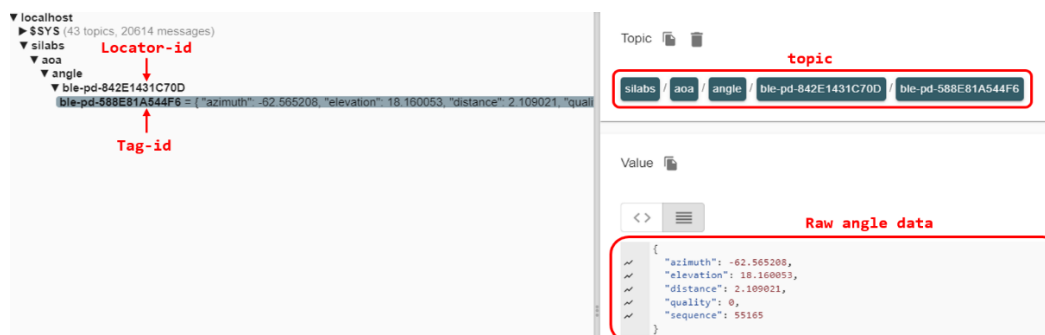 ▼ localhost
▶ $SYS (43 topics, 20614 messages)
▼ silabs
Locator-id
▼ aoa
▼ angle
▼ ble-pd-842E1431C70D
ble-pd-588E81A544F6 = { "azimuth": -62.565208, "elevation": 18.160053, "distance": 2.109021, "quali
Tag-id
Topic
topic
silabs / aoa / angle / ble-pd-842E1431C70D / ble-pd-588E81A544F6
Value
<>
Raw angle data
{
"azimuth": -62.565208,
"elevation": 18.160053,
"distance": 2.109021,
"quality": 0,
"sequence": 55165
}